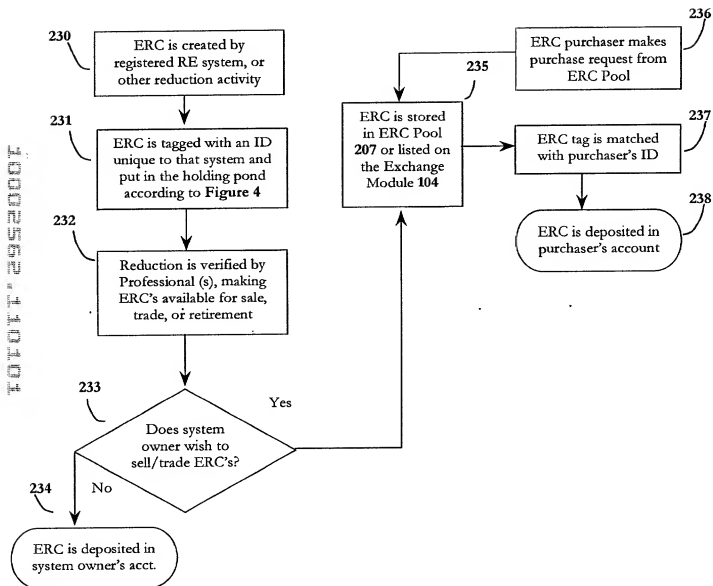 230
ERC is created by
registered RE system, or
other reduction activity
231
ERC is tagged with an ID
unique to that system and
put in the holding pond
according to Figure 4
232
Reduction is verified by
Professional (s), making
ERC's available for sale,
trade, or retirement
233
Does system
owner wish to
sell/trade ERC's?
Yes
No
234
ERC is deposited in
system owner's acct.
235
ERC is stored
in ERC Pool
207 or listed on
the Exchange
Module 104
236
ERC purchaser makes
purchase request from
ERC Pool
237
ERC tag is matched
with purchaser's ID
238
ERC is deposited in
purchaser's account
10002562.110101